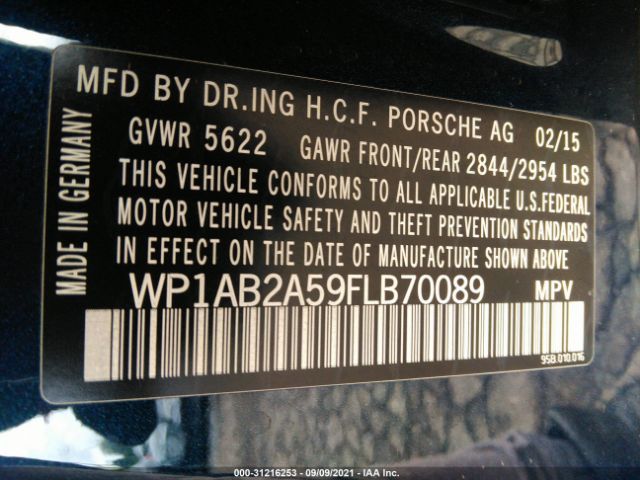 MFD BY DR.ING H.C.F. PORSCHE AG 02/15
GVWR 5622 GAWR FRONT/REAR 2844/2954 LBS
THIS VEHICLE CONFORMS TO ALL APPLICABLE U.S.FEDERAL
MOTOR VEHICLE SAFETY AND THEFT PREVENTION STANDARDS
IN EFFECT ON THE DATE OF MANUFACTURE SHOWN ABOVE.
WP1AB2A59FLB70089 MPV
95B.010.016
MADE IN GERMANY
000-31216253 - 09/09/2021 - IAA Inc.